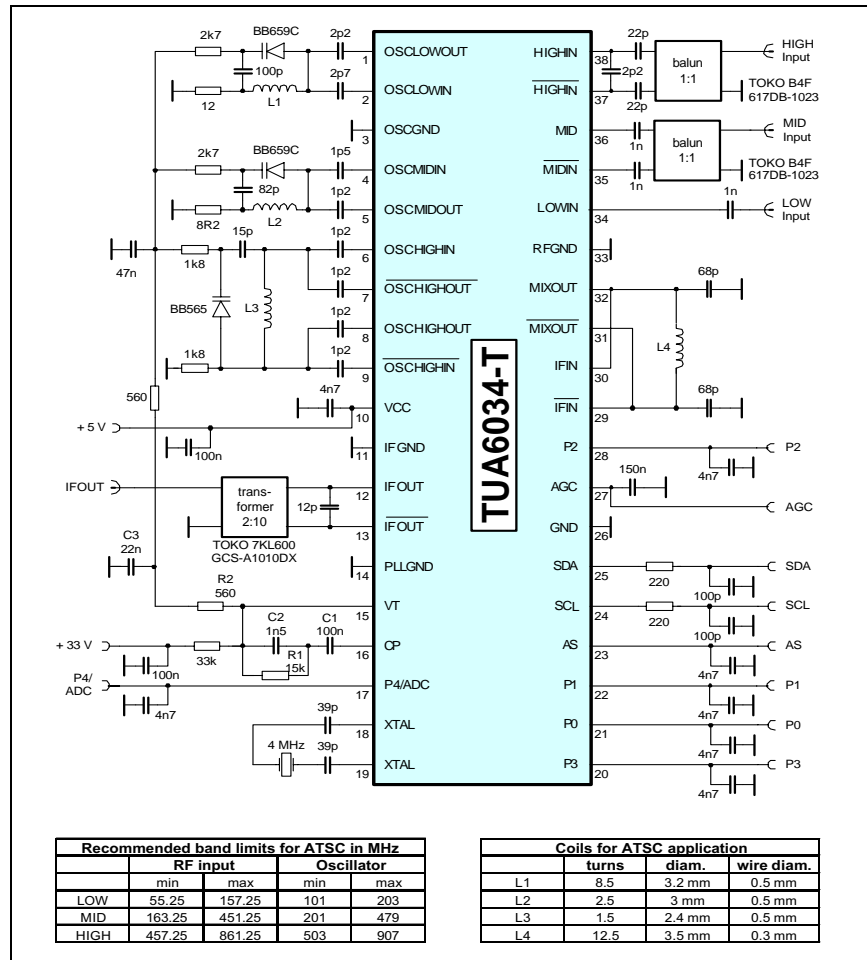 2k7
BB659C
2p2
100p
12
L1
2p7
2k7
BB659C
1p5
82p
8R2
L2
1p2
47n
1k8
15p
1p2
BB565
L3
1p2
1p2
1k8
1p2
560
4n7
+ 5 V
100n
IFOUT
trans-
former
2:10
12p
TOKO 7KL600
GCS-A1010DX
C3
22n
R2
560
C2
1n5
C1
100n
+ 33 V
100n
33k
R1
15k
P4/
ADC
4n7
39p
4 MHz
39p
1 OSCLOWOUT
2 OSCLOWIN
3 OSCGND
4 OSCMIDIN
5 OSCMIDOUT
6 OSCHIGHIN
7 OSCHIGHOUT
8 OSCHIGHOUT
9 OSCHIGHIN
10 VCC
11 IFGND
12 IFOUT
13 IFOUT
14 PLLGND
15 VT
16 CP
17 P4/ADC
18 XTAL
19 XTAL
TUA6034-T
HIGHIN 38
HIGHIN 37
MID 36
MIDIN 35
LOWIN 34
RFGND 33
MIXOUT 32
MIXOUT 31
IFIN 30
IFIN 29
P2 28
AGC 27
GND 26
SDA 25
SCL 24
AS 23
P1 22
P0 21
P3 20
22p
2p2
22p
balun
1:1
HIGH
Input
TOKO B4F
617DB-1023
1n
1n
balun
1:1
MID
Input
TOKO B4F
617DB-1023
1n
LOW
Input
68p
L4
68p
4n7
P2
150n
AGC
220
100p
SDA
220
100p
SCL
4n7
AS
4n7
P1
4n7
P0
4n7
P3
Recommended band limits for ATSC in MHz
RF input Oscillator
min max min max
LOW 55.25 157.25 101 203
MID 163.25 451.25 201 479
HIGH 457.25 861.25 503 907
Coils for ATSC application
turns diam. wire diam.
L1 8.5 3.2 mm 0.5 mm
L2 2.5 3 mm 0.5 mm
L3 1.5 2.4 mm 0.5 mm
L4 12.5 3.5 mm 0.3 mm